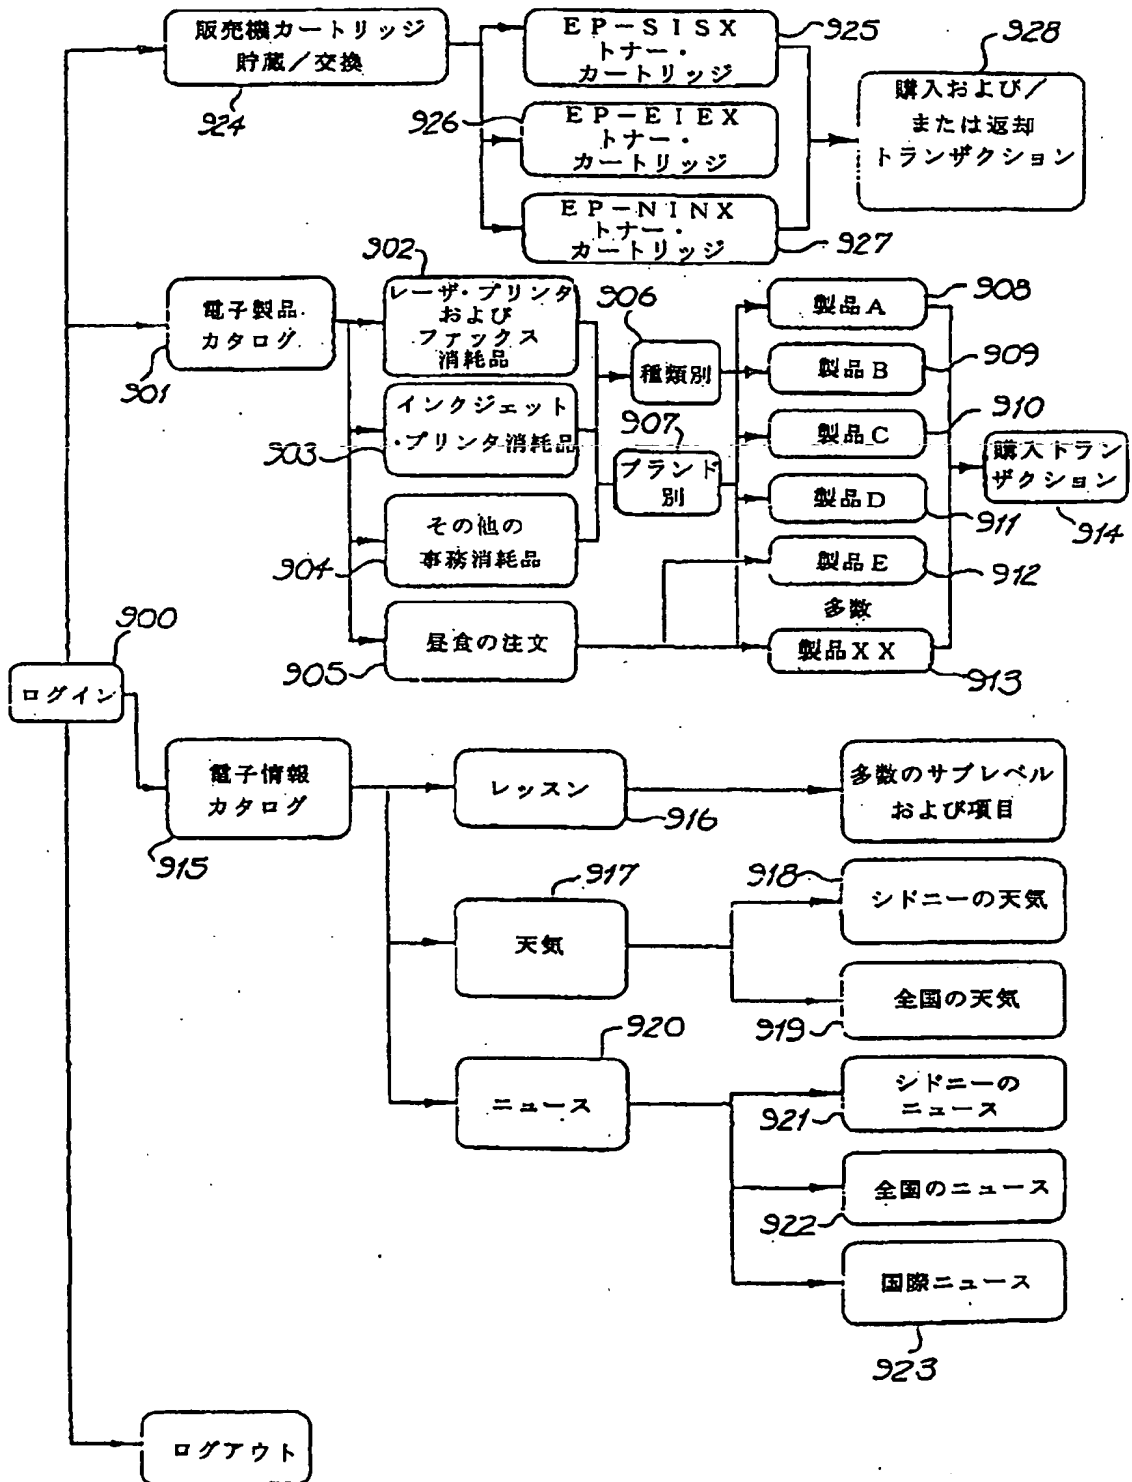 販売機カートリッジ
貯蔵/交換
924
EP-SISX
トナー・
カートリッジ
925
926
EP-EIEX
トナー・
カートリッジ
EP-NINX
トナー・
カートリッジ
927
928
購入および/
または返却
トランザクション
電子製品
カタログ
901
902
レーザ・プリンタ
および
ファックス
消耗品
インクジェット
・プリンタ消耗品
903
その他の
事務消耗品
904
昼食の注文
905
906
種類別
907
ブランド
別
製品A
908
製品B
909
製品C
910
製品D
911
製品E
912
多数
製品XX
913
購入トラン
ザクション
914
900
ログイン
電子情報
カタログ
915
レッスン
916
多数のサブレベル
および項目
917
天気
918
シドニーの天気
全国の天気
919
920
ニュース
シドニーの
ニュース
921
全国のニュース
922
国際ニュース
923
ログアウト